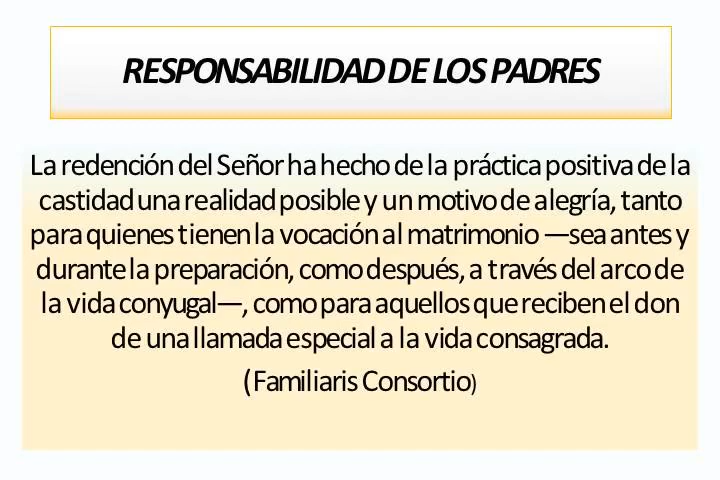 RESPONSABILIDAD DE LOS PADRES
La redención del Señor ha hecho de la práctica positiva de la
castidad una realidad posible y un motivo de alegría, tanto
para quienes tienen la vocación al matrimonio —sea antes y
durante la preparación, como después, a través del arco de
la vida conyugal—, como para aquellos que reciben el don
de una llamada especial a la vida consagrada.
(Familiaris Consortio)